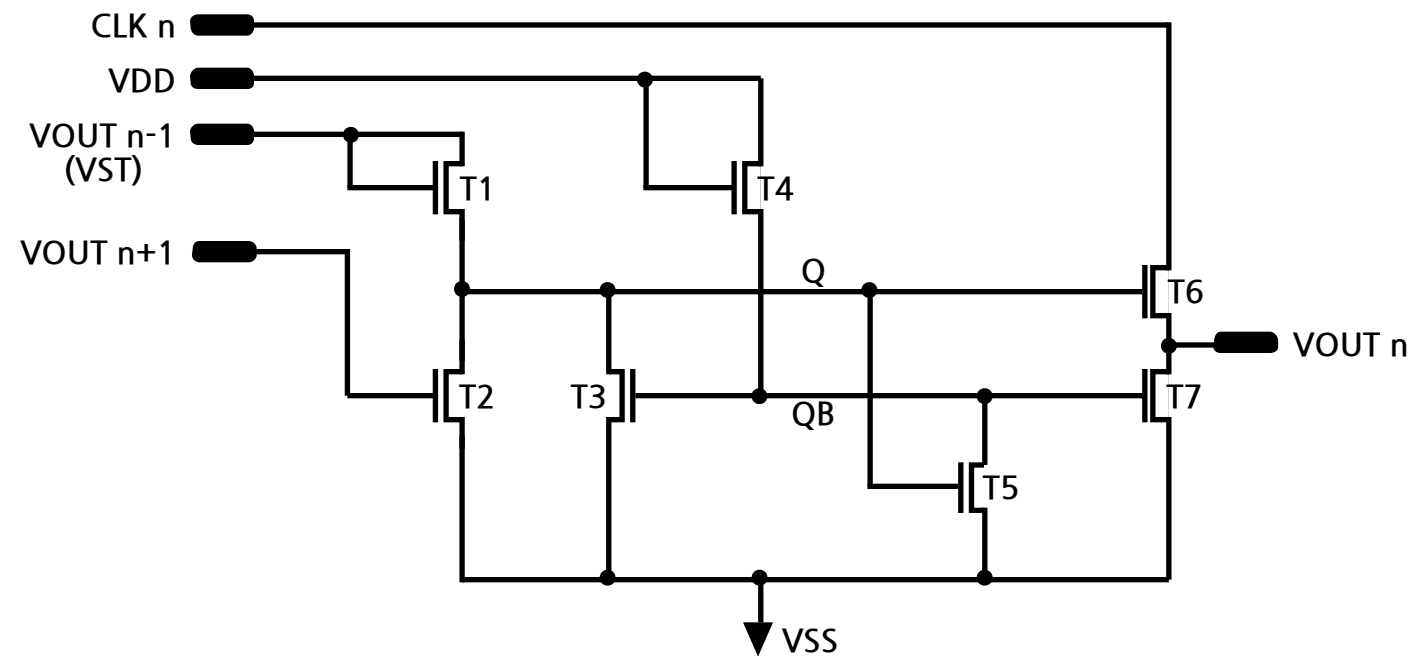 CLK n
VDD
VOUT n-1
(VST)
T1
T4
VOUT n+1
Q
T6
VOUT n
T2
T3
QB
T7
T5
VSS